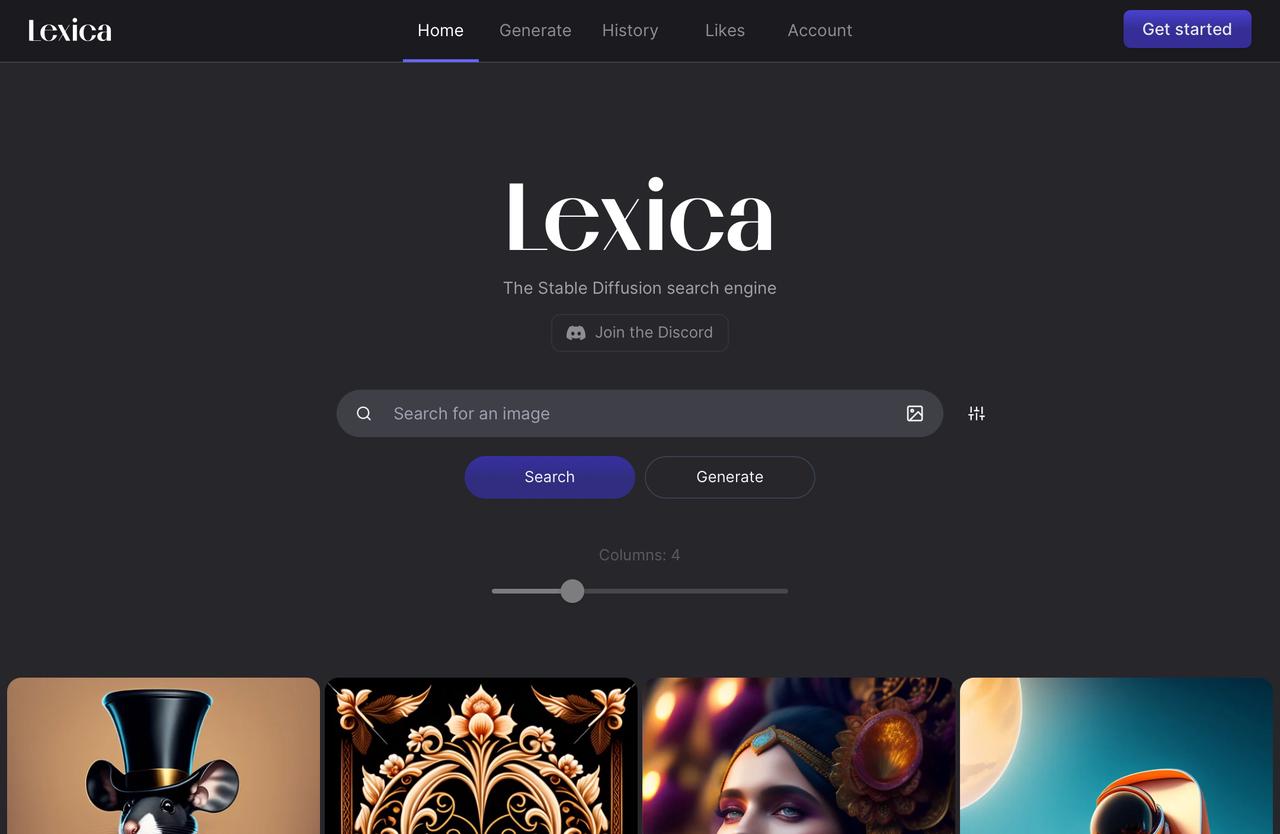 Lexica
Home Generate History Likes Account
Get started
Lexica
The Stable Diffusion search engine
Join the Discord
Search for an image
Search Generate
Columns: 4